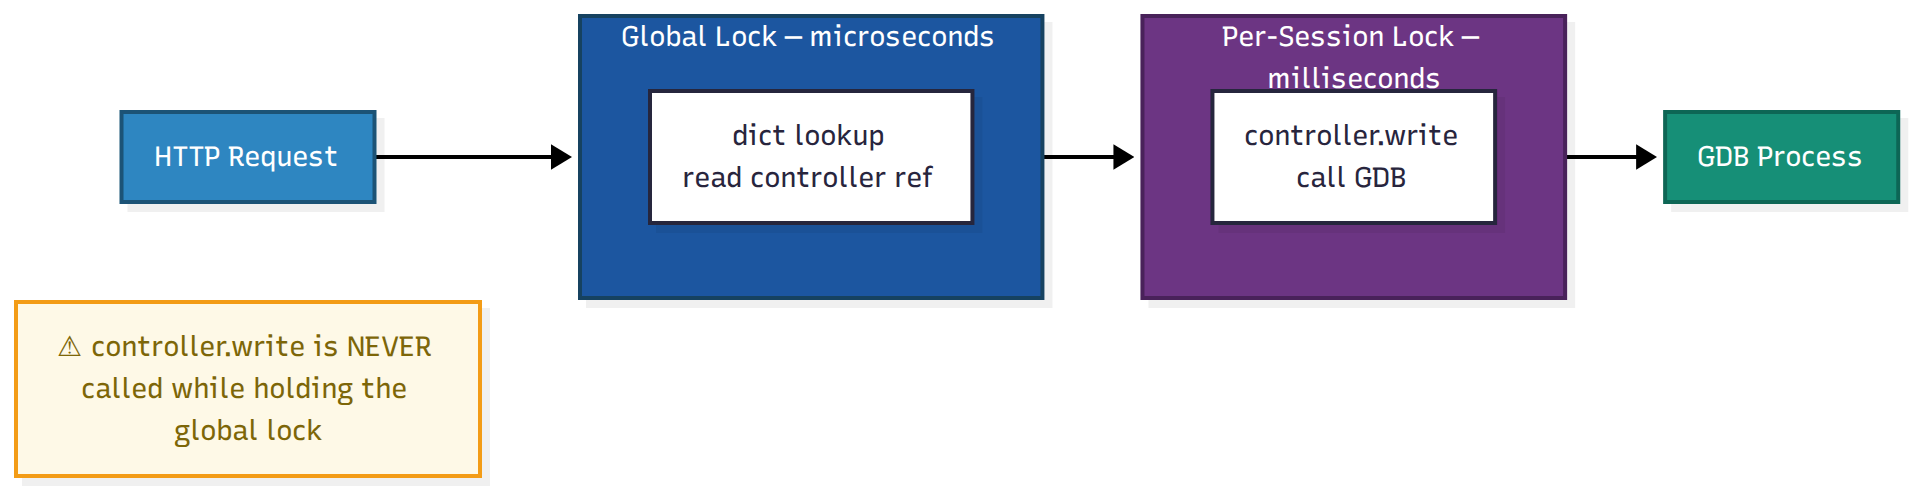 HTTP Request
Global Lock – microseconds
dict lookup
read controller ref
Per-Session Lock –
milliseconds
controller.write
call GDB
GDB Process
⚠ controller.write is NEVER
called while holding the
global lock